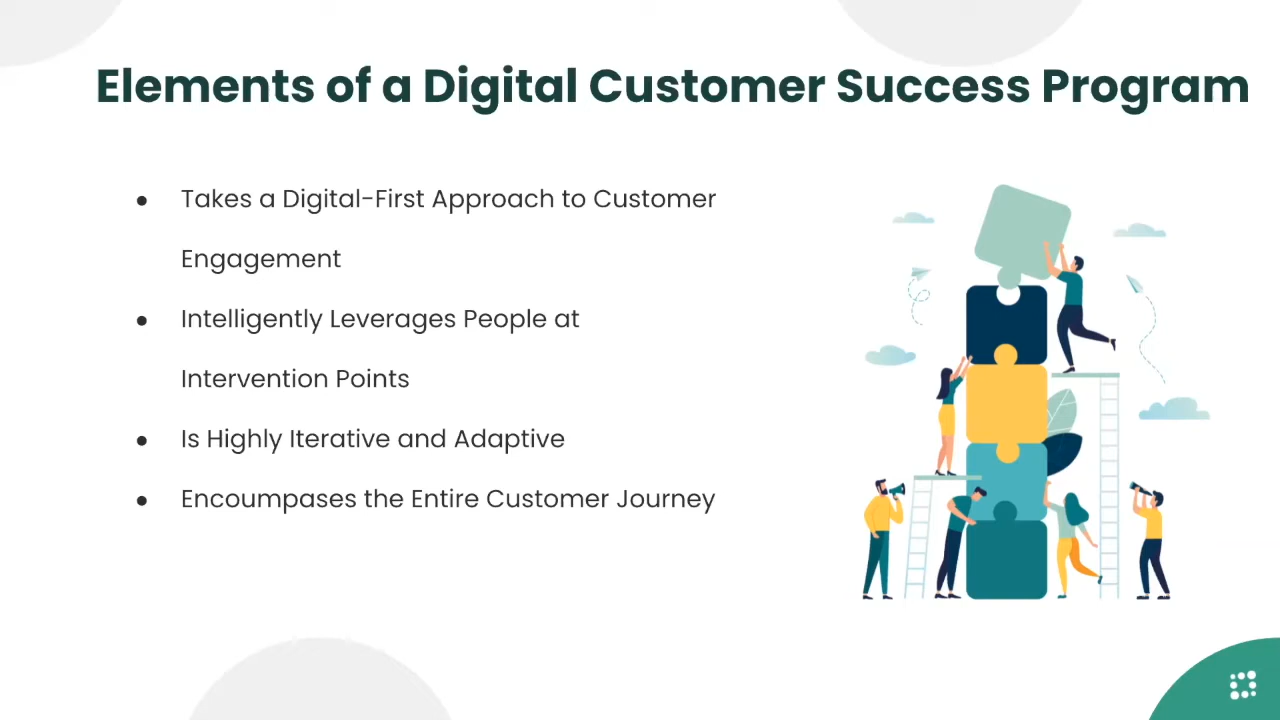 Elements of a Digital Customer Success Program
● Takes a Digital-First Approach to Customer
Engagement
● Intelligently Leverages People at
Intervention Points
● Is Highly Iterative and Adaptive
● Encoumpases the Entire Customer Journey